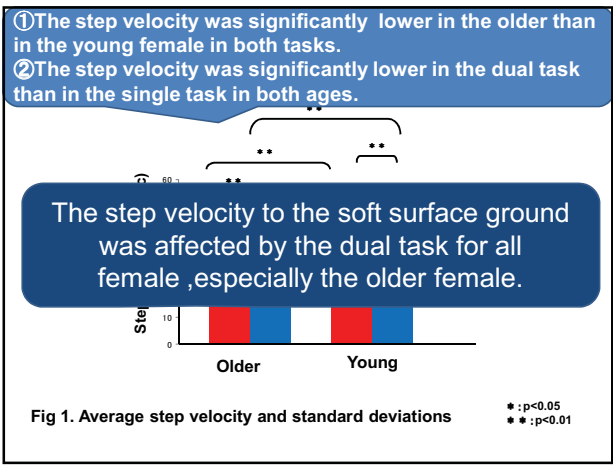 ①The step velocity was significantly lower in the older than
in the young female in both tasks.
②The step velocity was significantly lower in the dual task
than in the single task in both ages.
**
** **
60 **
The step velocity to the soft surface ground
was affected by the dual task for all
female ,especially the older female.
10
0
Older Young
Fig 1. Average step velocity and standard deviations
* :p<0.05
* * :p<0.01